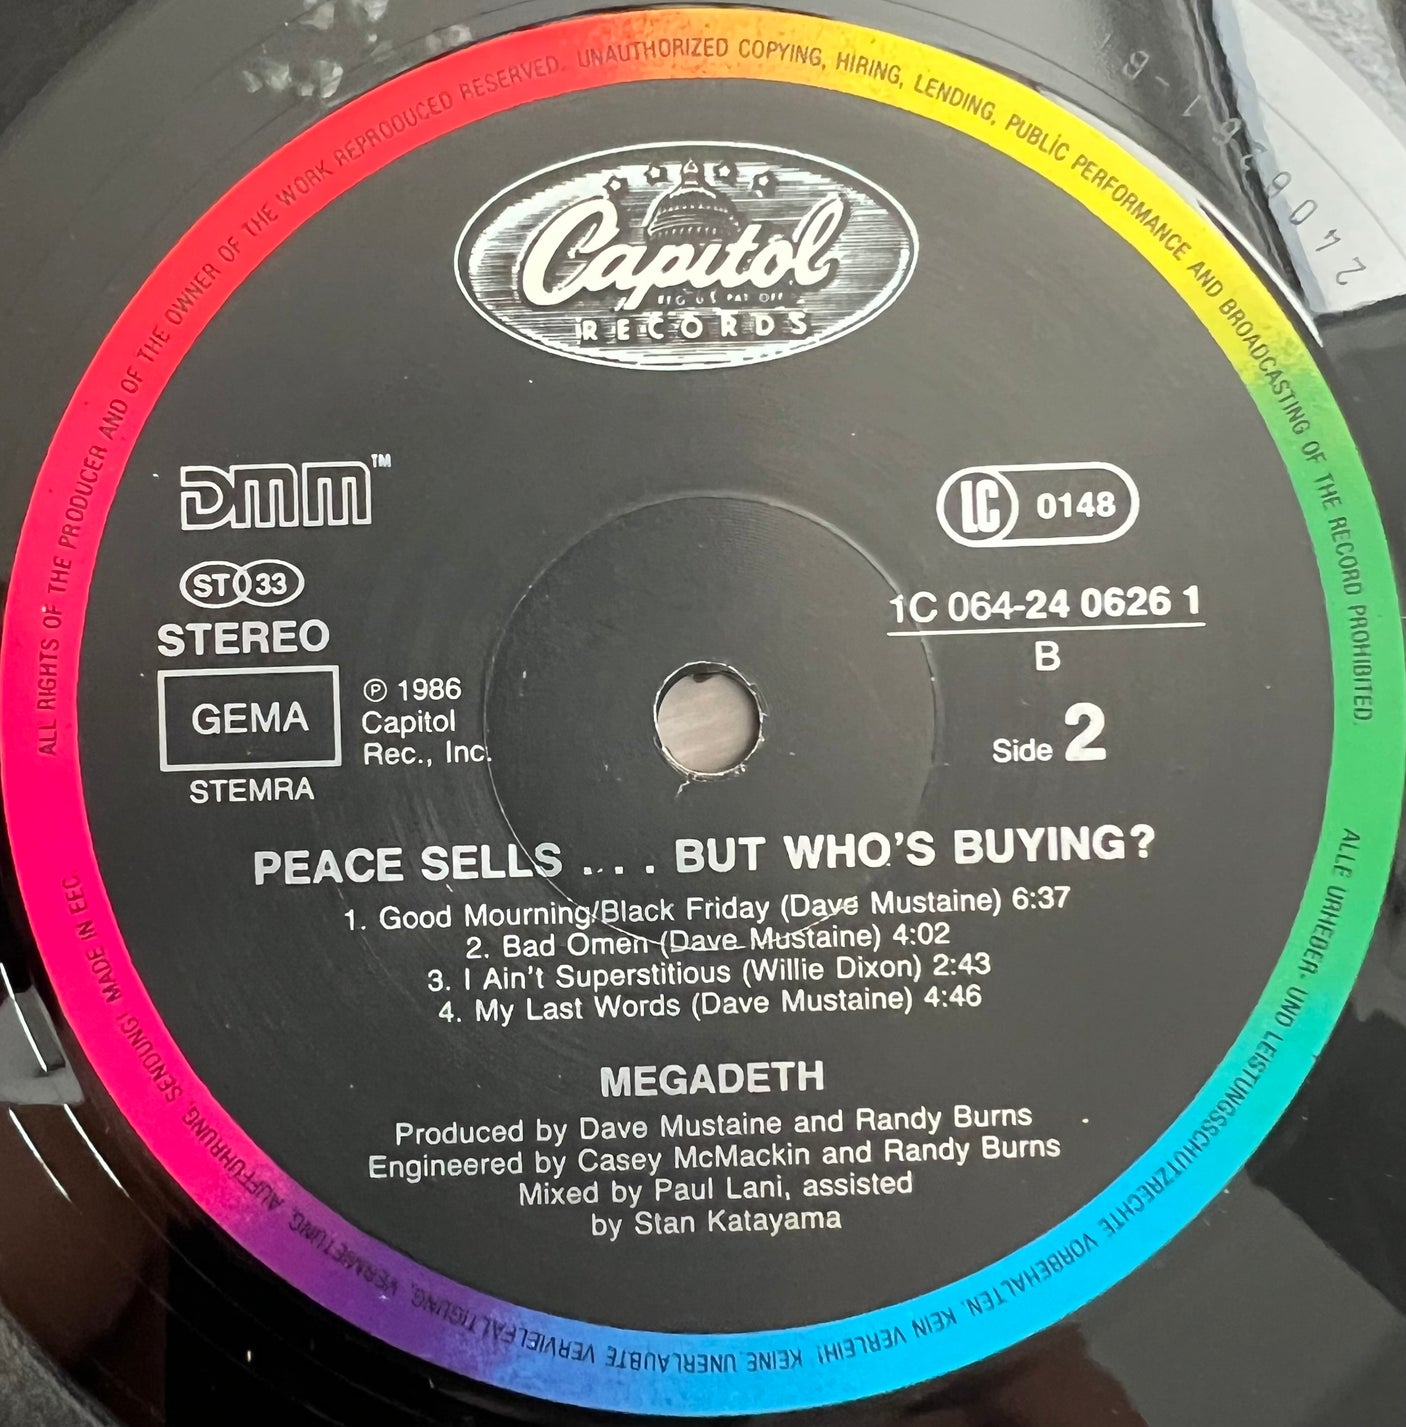 ALL RIGHTS OF THE PRODUCER AND OF THE OWNER OF THE WORK REPRODUCED RESERVED. UNAUTHORIZED COPYING, HIRING, LENDING, PUBLIC PERFORMANCE AND BROADCASTING OF THE RECORD PROHIBITED.
Capitol
REG. U.S. PAT. OFF.
RECORDS
DMM™
LC 0148
ST 33
STEREO
1C 064-24 0626 1
B
GEMA
STEMRA
℗ 1986
Capitol
Rec., Inc.
Side 2
PEACE SELLS . . . BUT WHO'S BUYING?
1. Good Mourning/Black Friday (Dave Mustaine) 6:37
2. Bad Omen (Dave Mustaine) 4:02
3. I Ain't Superstitious (Willie Dixon) 2:43
4. My Last Words (Dave Mustaine) 4:46
MEGADETH
Produced by Dave Mustaine and Randy Burns
Engineered by Casey McMackin and Randy Burns
Mixed by Paul Lani, assisted
by Stan Katayama
ALLE URHEBER- UND LEISTUNGSSCHUTZRECHTE VORBEHALTEN. KEIN VERLEIH! KEINE UNERLAUBTE VERVIELFALTIGUNG, VERMIETUNG, AUFFÜHRUNG, SENDUNG! MADE IN EEC